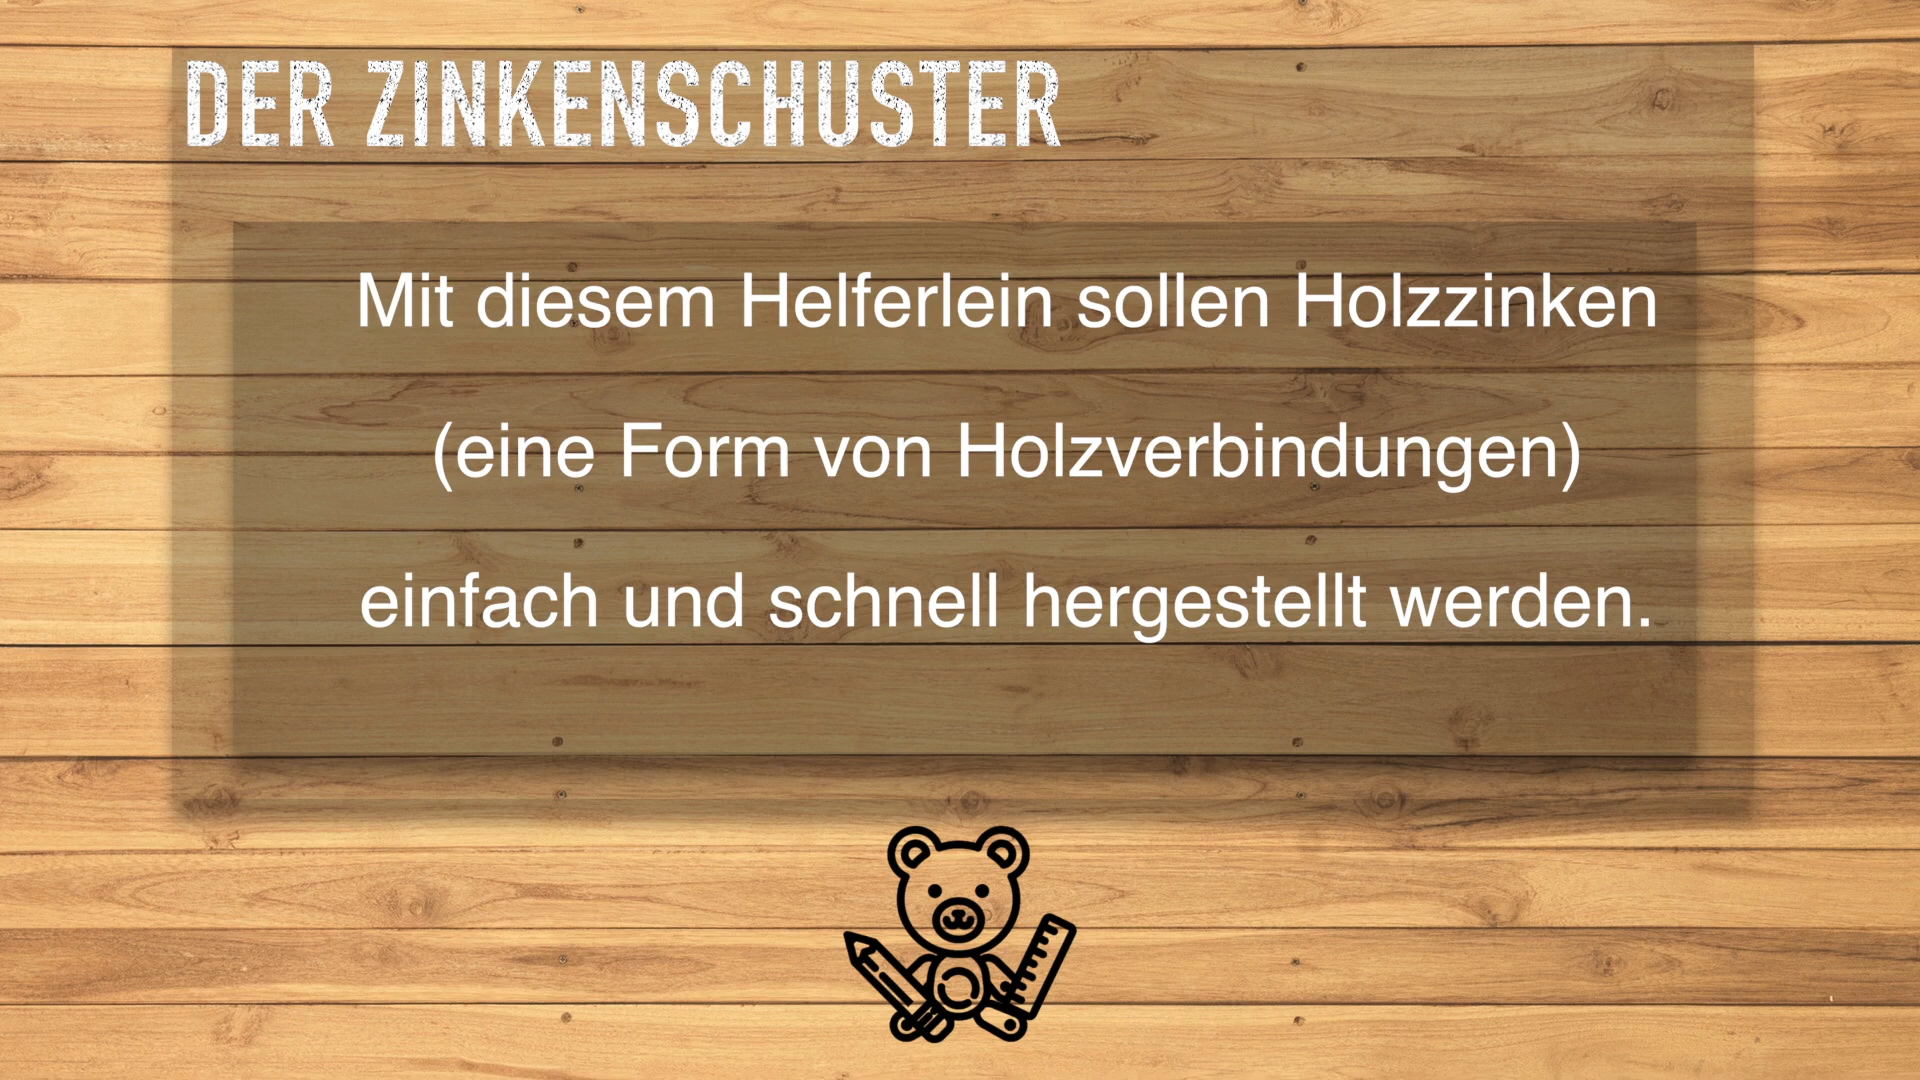 DER ZINKENSCHUSTER
Mit diesem Helferlein sollen Holzzinken
(eine Form von Holzverbindungen)
einfach und schnell hergestellt werden.